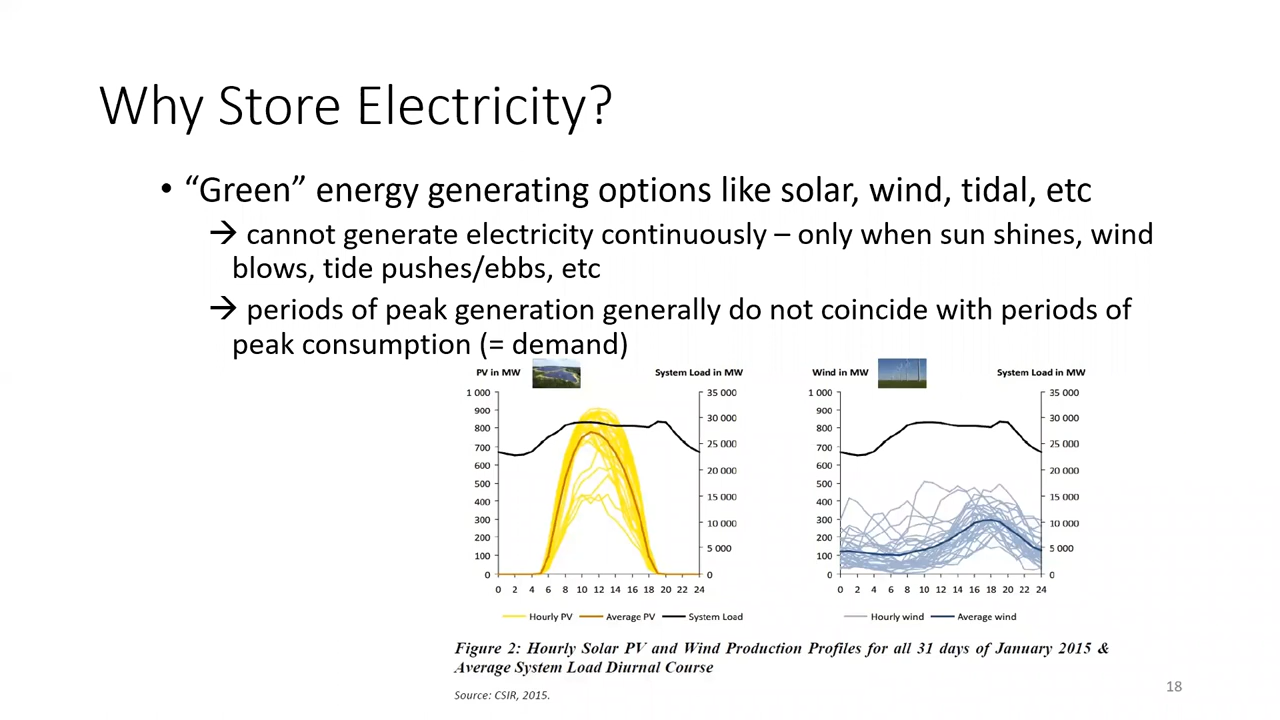 Why Store Electricity?
• “Green” energy generating options like solar, wind, tidal, etc
→ cannot generate electricity continuously – only when sun shines, wind
blows, tide pushes/ebbs, etc
→ periods of peak generation generally do not coincide with periods of
peak consumption (= demand)
PV in MW System Load in MW
1 000 35 000
900 30 000
800 25 000
700 20 000
600 15 000
500 10 000
400 5 000
300 0
200
100
0
0 2 4 6 8 10 12 14 16 18 20 22 24
Hourly PV Average PV System Load
Wind in MW System Load in MW
1 000 35 000
900 30 000
800 25 000
700 20 000
600 15 000
500 10 000
400 5 000
300 0
200
100
0
0 2 4 6 8 10 12 14 16 18 20 22 24
Hourly wind Average wind
Figure 2: Hourly Solar PV and Wind Production Profiles for all 31 days of January 2015 &
Average System Load Diurnal Course
Source: CSIR, 2015.
18